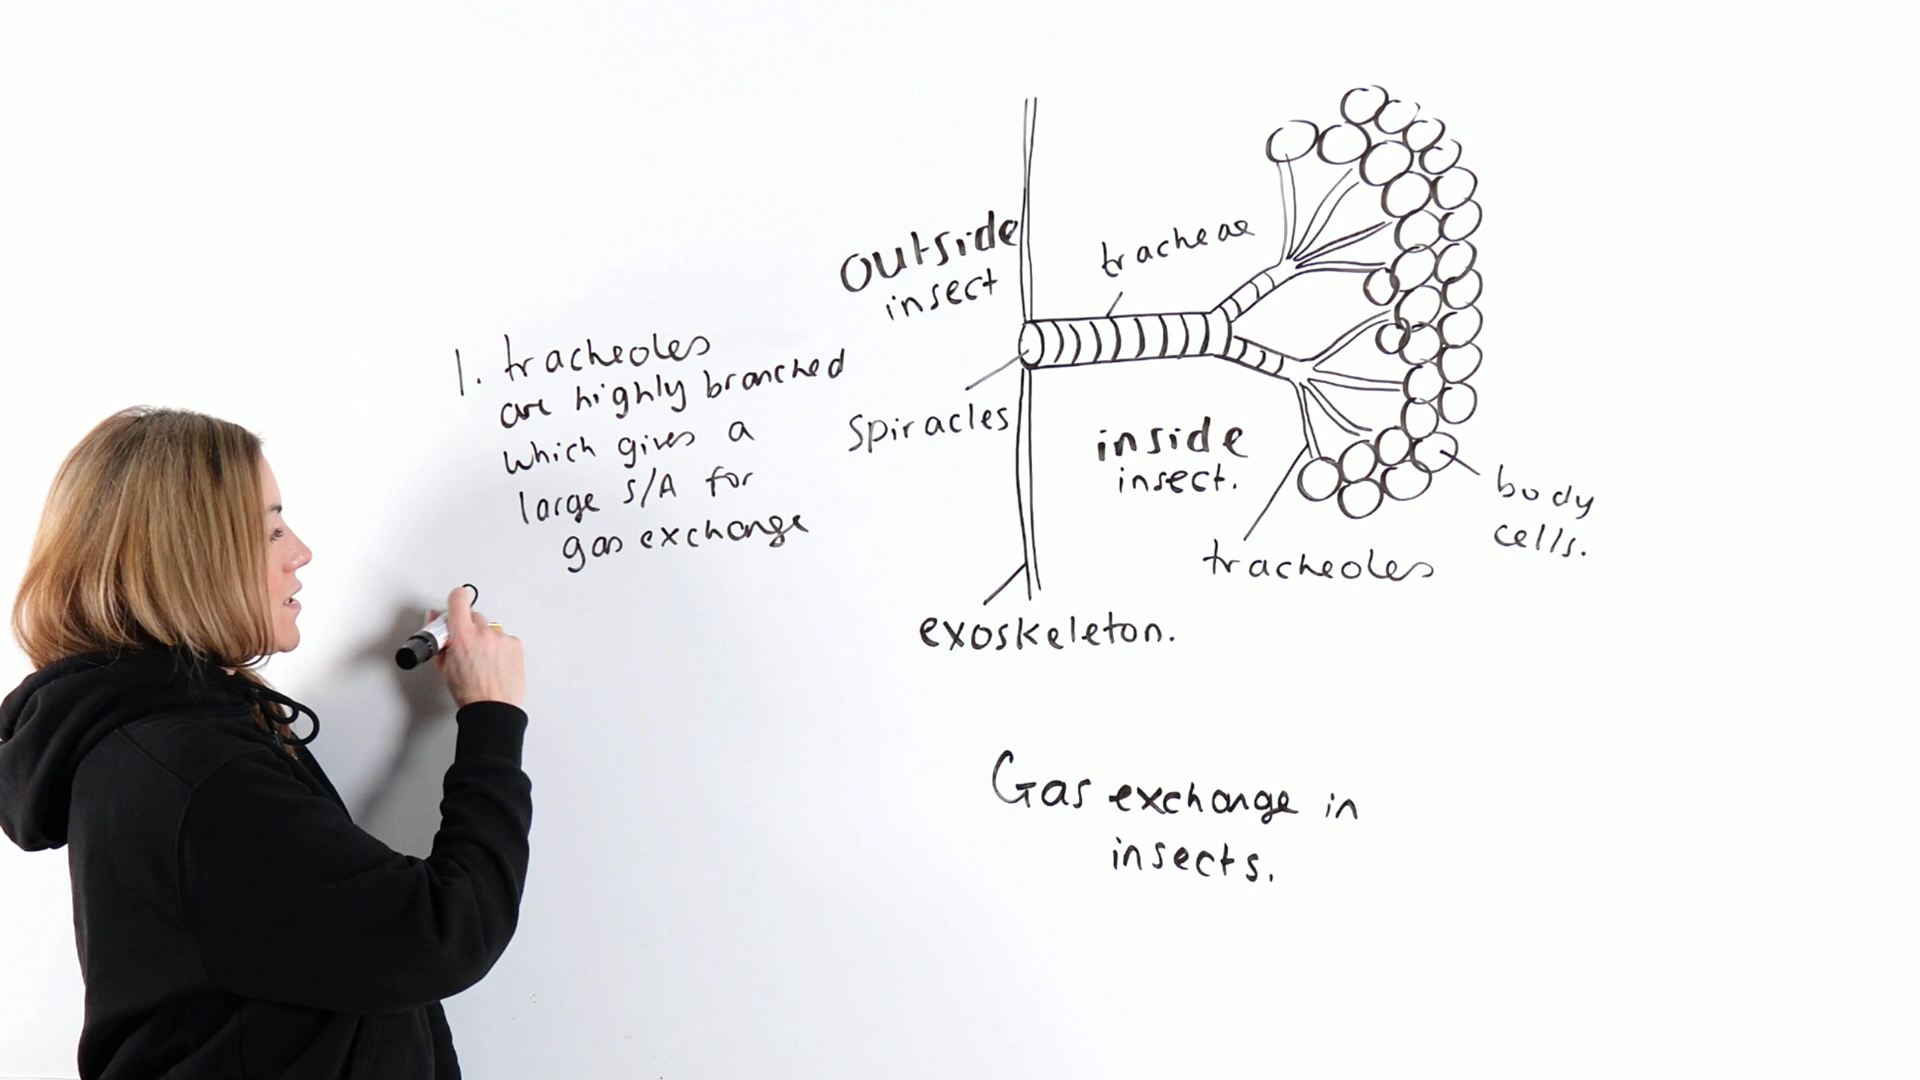 1. tracheoles
are highly branched
which gives a
large S/A for
gas exchange
outside
insect
tracheae
Spiracles
inside
insect.
body
cells.
tracheoles
exoskeleton.
Gas exchange in
insects.